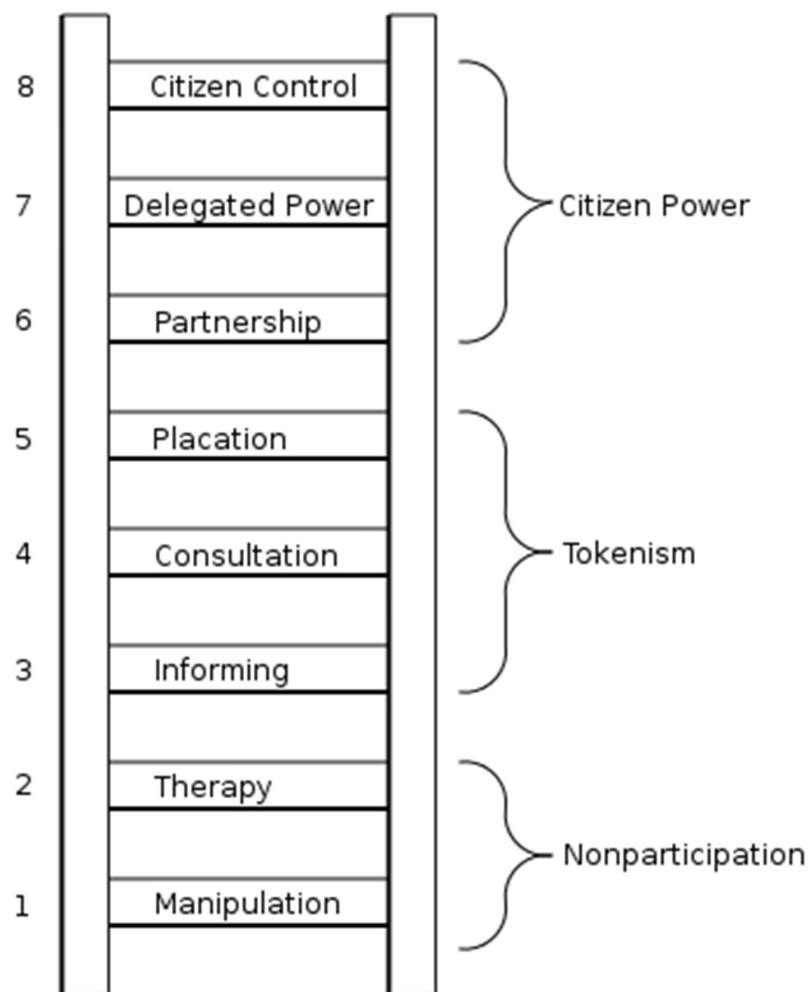 8 Citizen Control
7 Delegated Power Citizen Power
6 Partnership
5 Placation
4 Consultation Tokenism
3 Informing
2 Therapy
Nonparticipation
1 Manipulation